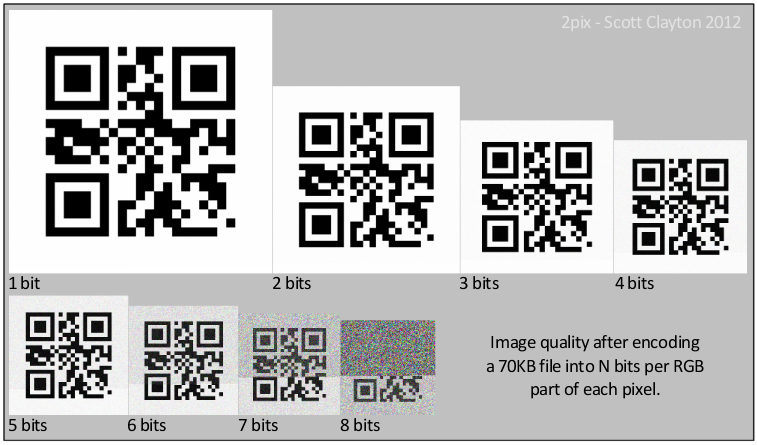 2pix - Scott Clayton 2012
1 bit
2 bits
3 bits
4 bits
Image quality after encoding
a 70KB file into N bits per RGB
part of each pixel.
5 bits
6 bits
7 bits
8 bits